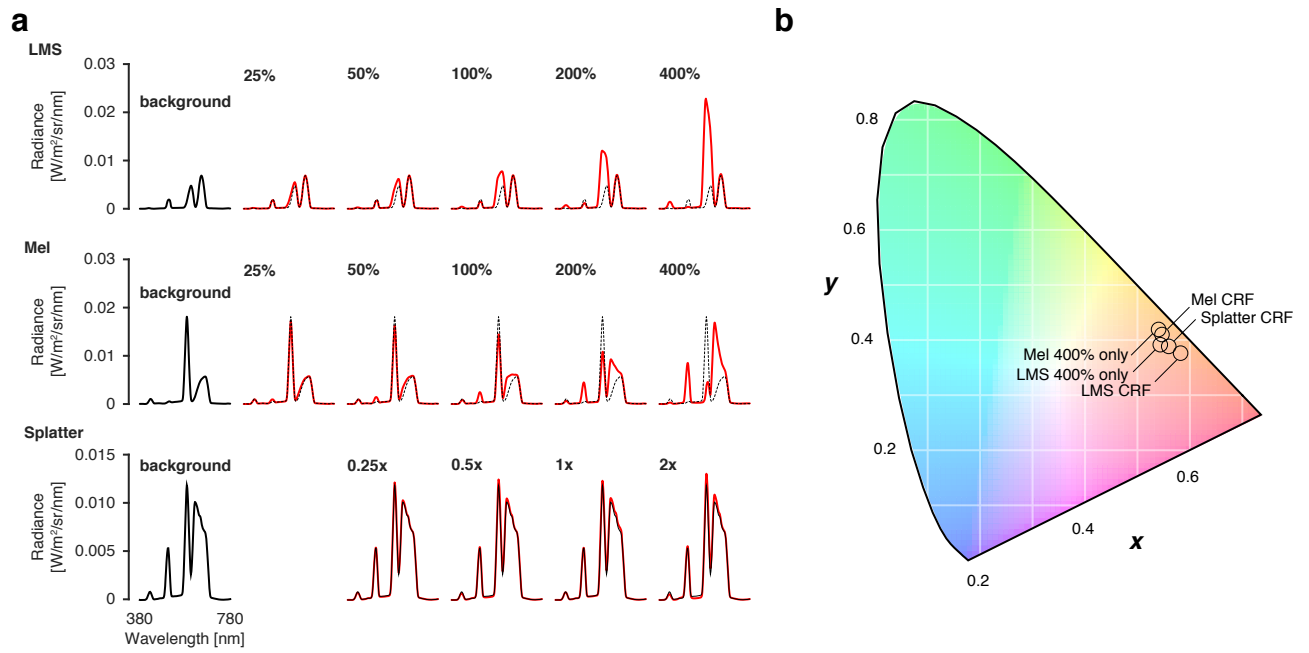 a
LMS
0.03
0.02
0.01
0
Radiance
[W/m²/sr/nm]
background
25%
50%
100%
200%
400%
Mel
0.03
0.02
0.01
0
Radiance
[W/m²/sr/nm]
background
25%
50%
100%
200%
400%
Splatter
0.015
0.010
0.005
0
Radiance
[W/m²/sr/nm]
background
0.25x
0.5x
1x
2x
380
780
Wavelength [nm]
b
0.8
0.6
0.4
0.2
y
Mel CRF
Splatter CRF
Mel 400% only
LMS 400% only
LMS CRF
0.6
0.4
0.2
x